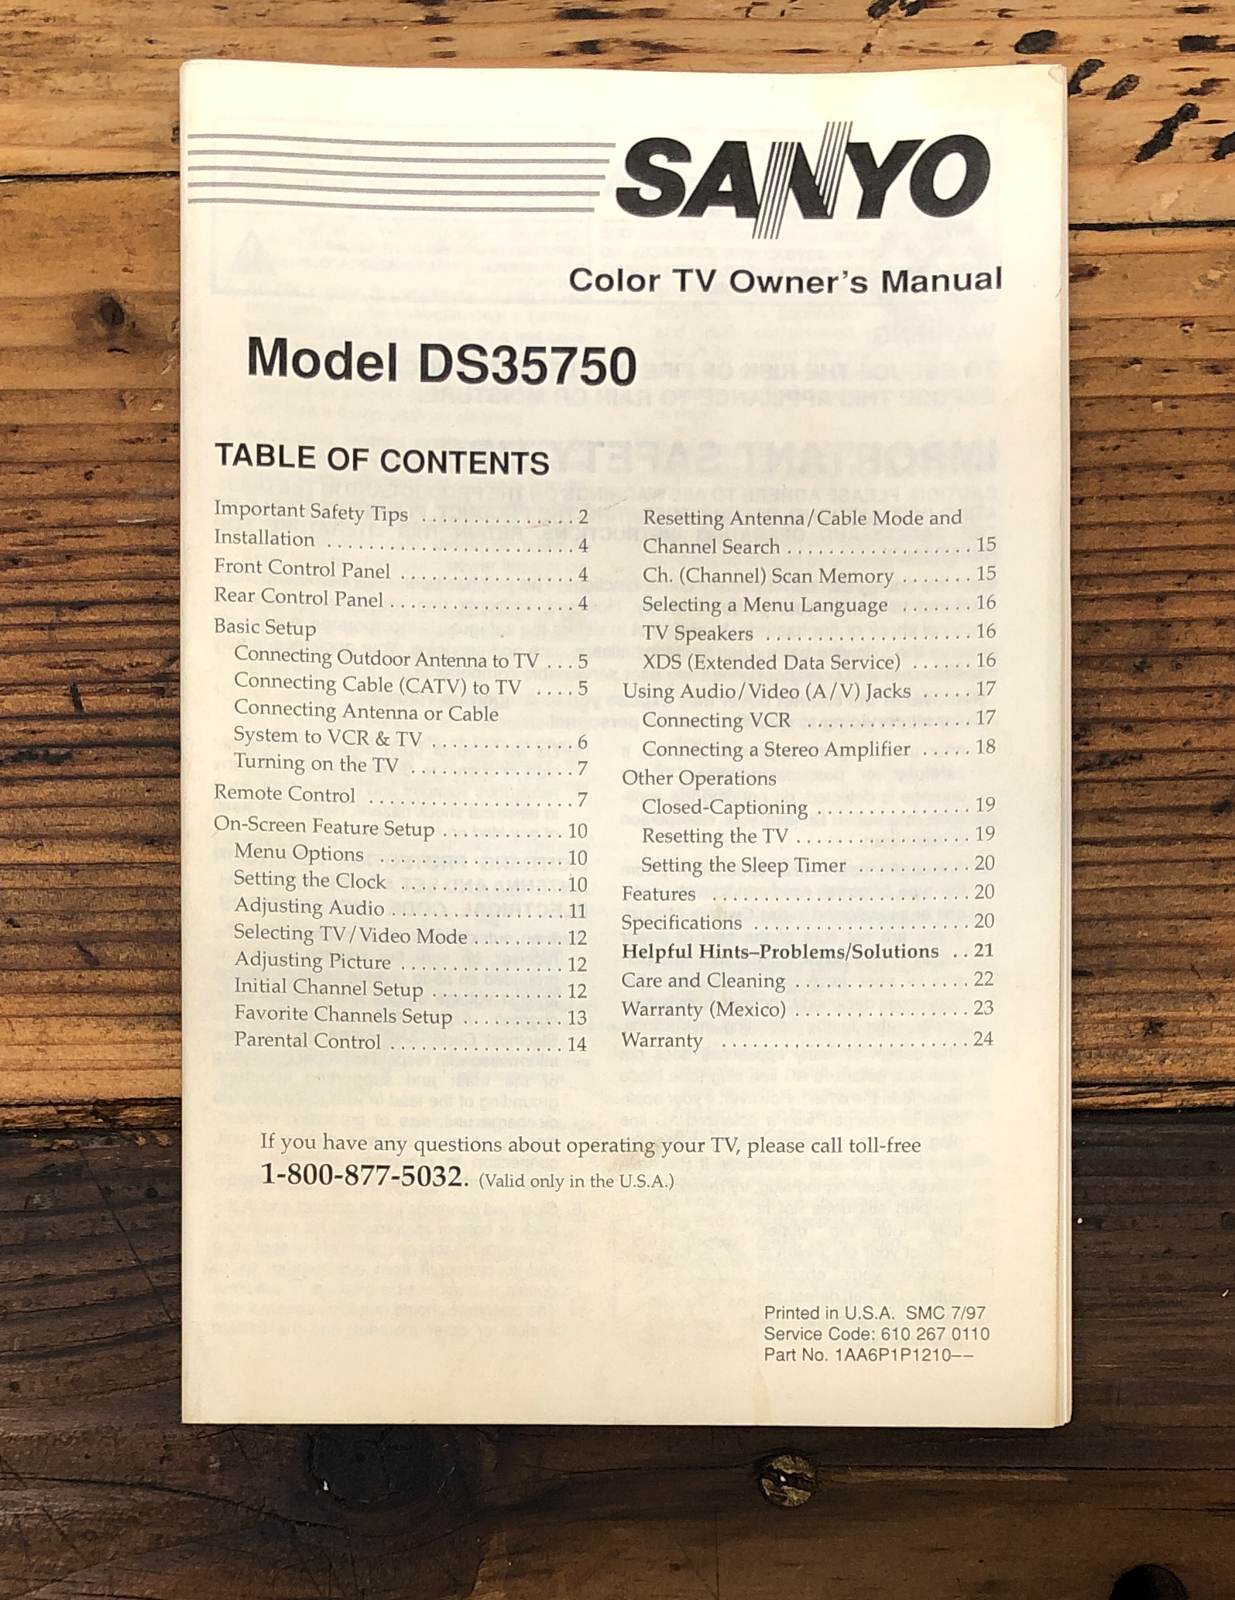 SANYO
Color TV Owner's Manual
Model DS35750
TABLE OF CONTENTS
Important Safety Tips . . . . . . . . . . . . . . . 2
Installation . . . . . . . . . . . . . . . . . . . . . . . . 4
Front Control Panel . . . . . . . . . . . . . . . . . 4
Rear Control Panel . . . . . . . . . . . . . . . . . . 4
Basic Setup
Connecting Outdoor Antenna to TV . . . 5
Connecting Cable (CATV) to TV . . . . 5
Connecting Antenna or Cable
System to VCR & TV . . . . . . . . . . . . . . 6
Turning on the TV . . . . . . . . . . . . . . . . 7
Remote Control . . . . . . . . . . . . . . . . . . . . 7
On-Screen Feature Setup . . . . . . . . . . . . 10
Menu Options . . . . . . . . . . . . . . . . . . 10
Setting the Clock . . . . . . . . . . . . . . . . 10
Adjusting Audio . . . . . . . . . . . . . . . . . 11
Selecting TV/Video Mode . . . . . . . . . 12
Adjusting Picture . . . . . . . . . . . . . . . . 12
Initial Channel Setup . . . . . . . . . . . . . 12
Favorite Channels Setup . . . . . . . . . . 13
Parental Control . . . . . . . . . . . . . . . . . 14
Resetting Antenna/Cable Mode and
Channel Search . . . . . . . . . . . . . . . . . . 15
Ch. (Channel) Scan Memory . . . . . . . 15
Selecting a Menu Language . . . . . . . 16
TV Speakers . . . . . . . . . . . . . . . . . . . . 16
XDS (Extended Data Service) . . . . . . 16
Using Audio/Video (A/V) Jacks . . . . . 17
Connecting VCR . . . . . . . . . . . . . . . . 17
Connecting a Stereo Amplifier . . . . . 18
Other Operations
Closed-Captioning . . . . . . . . . . . . . . . 19
Resetting the TV . . . . . . . . . . . . . . . . . 19
Setting the Sleep Timer . . . . . . . . . . . 20
Features . . . . . . . . . . . . . . . . . . . . . . . . . 20
Specifications . . . . . . . . . . . . . . . . . . . . . 20
Helpful Hints–Problems/Solutions . . 21
Care and Cleaning . . . . . . . . . . . . . . . . . 22
Warranty (Mexico) . . . . . . . . . . . . . . . . . 23
Warranty . . . . . . . . . . . . . . . . . . . . . . . . 24
If you have any questions about operating your TV, please call toll-free
1-800-877-5032. (Valid only in the U.S.A.)
Printed in U.S.A. SMC 7/97
Service Code: 610 267 0110
Part No. 1AA6P1P1210––